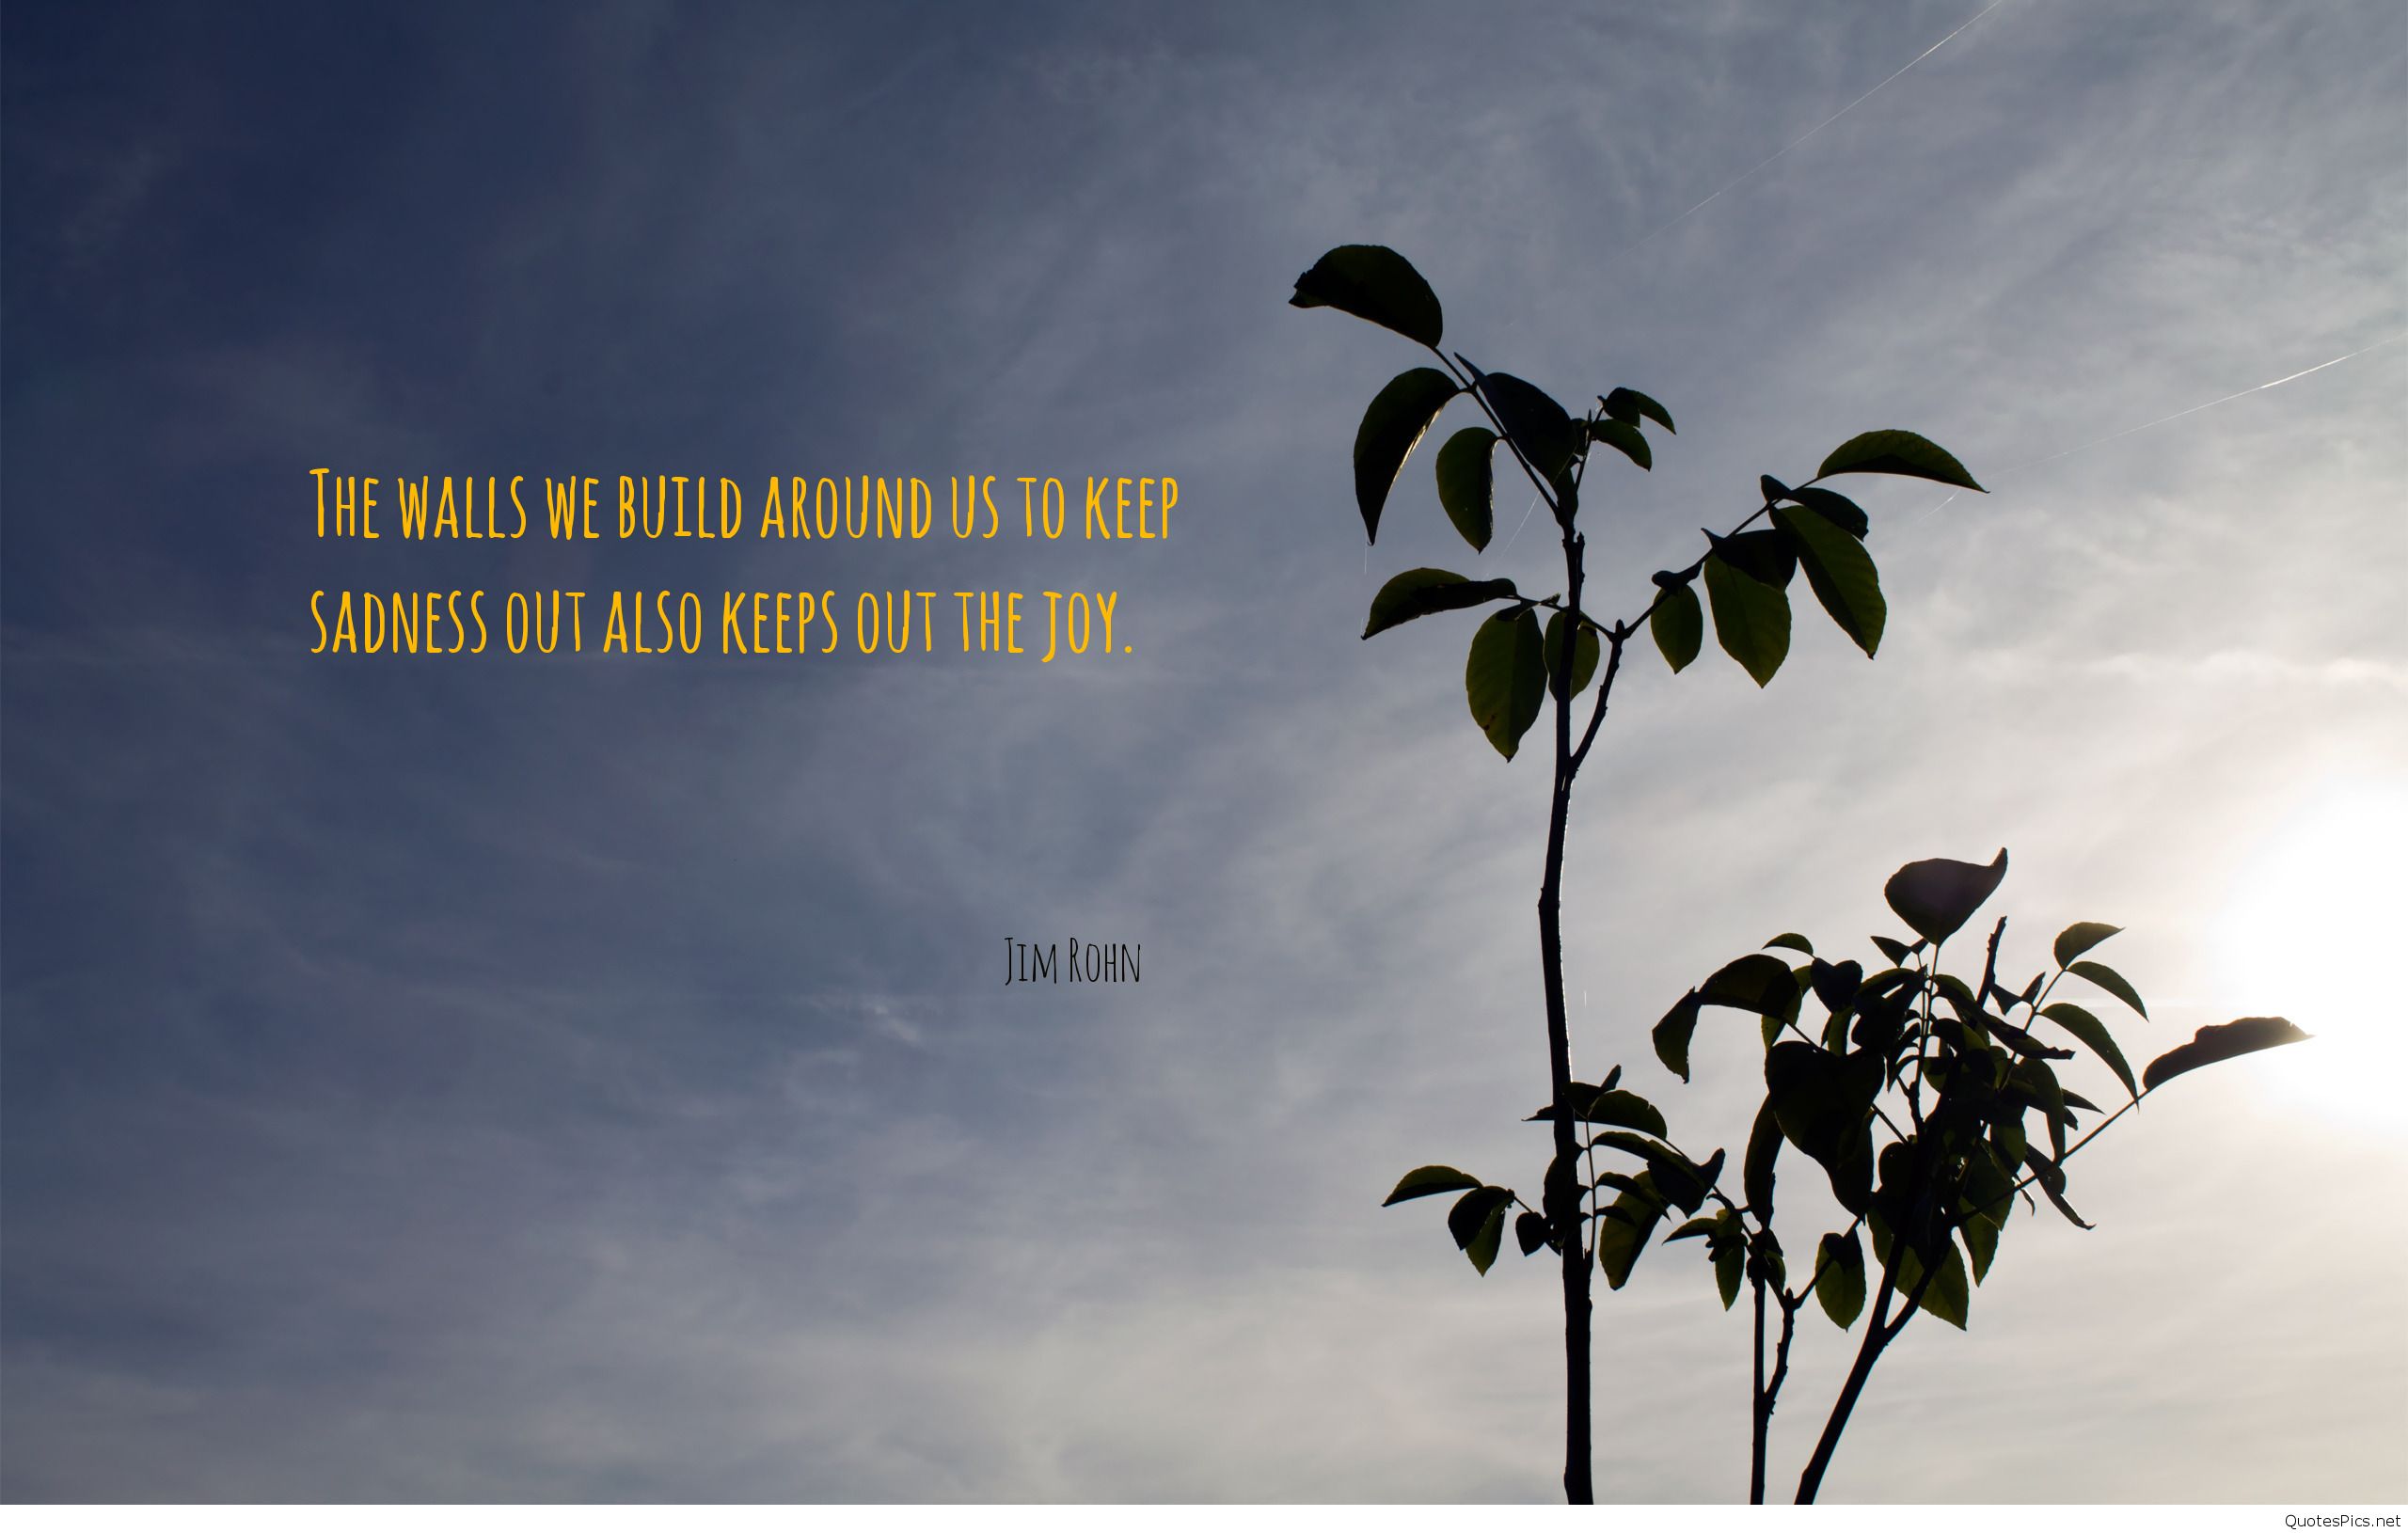 The walls we build around us to keep
sadness out also keeps out the joy.
Jim Rohn
QuotesPics.net